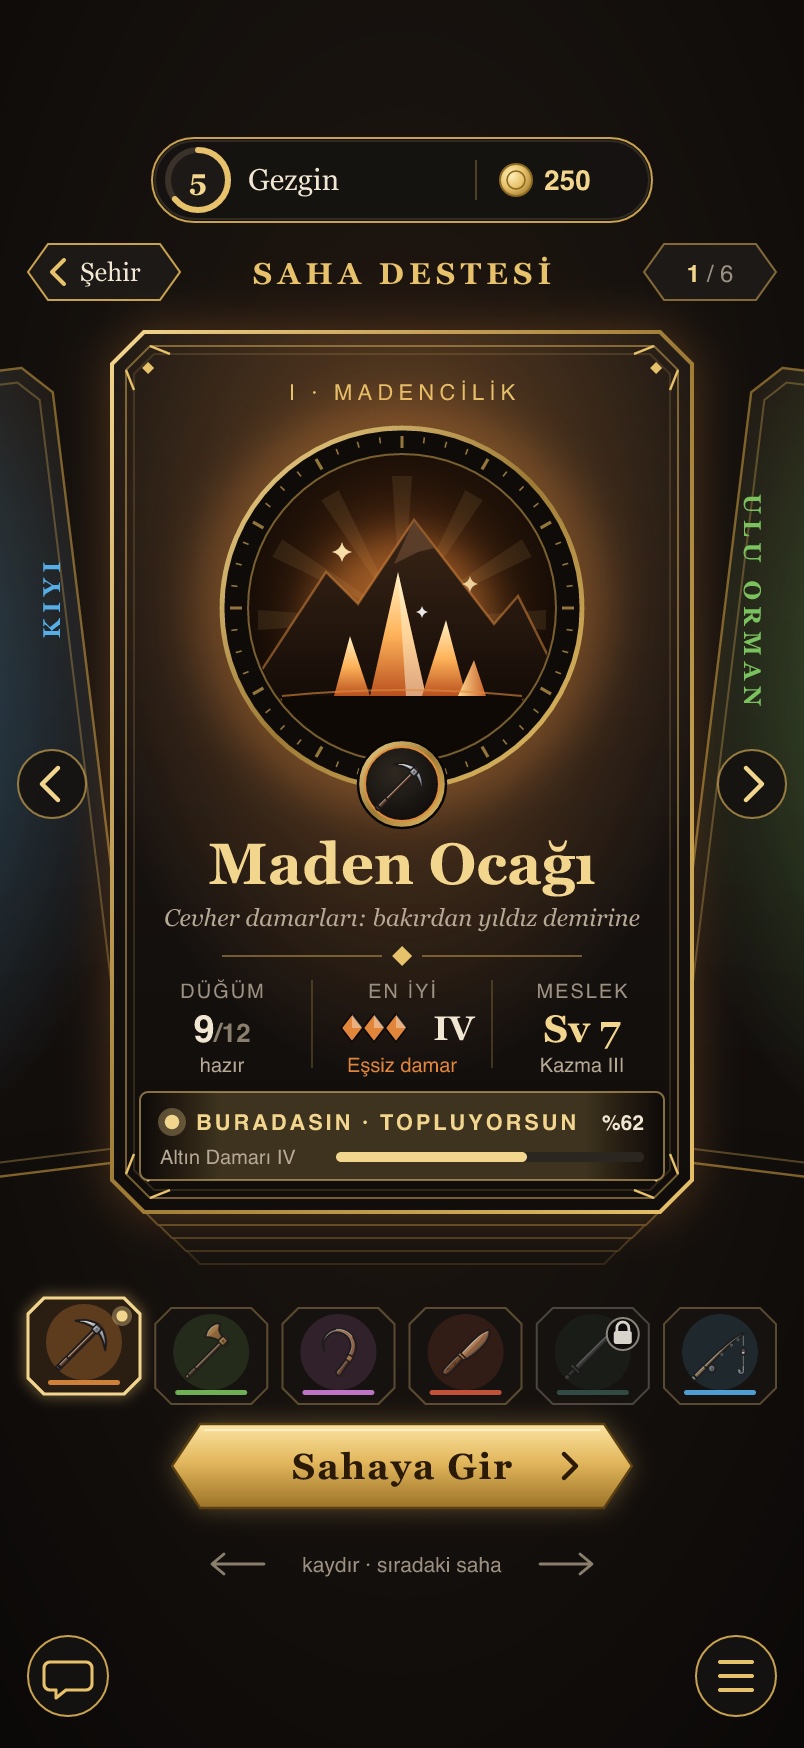 5 Gezgin 250
Şehir
SAHA DESTESİ
1 / 6
I · MADENCİLİK
KIYI
ULU ORMAN
Maden Ocağı
Cevher damarları: bakırdan yıldız demirine
DÜĞÜM
9/12
hazır
EN İYİ
IV
Eşsiz damar
MESLEK
Sv 7
Kazma III
BURADASIN · TOPLUYORSUN %62
Altın Damarı IV
Sahaya Gir
kaydır · sıradaki saha